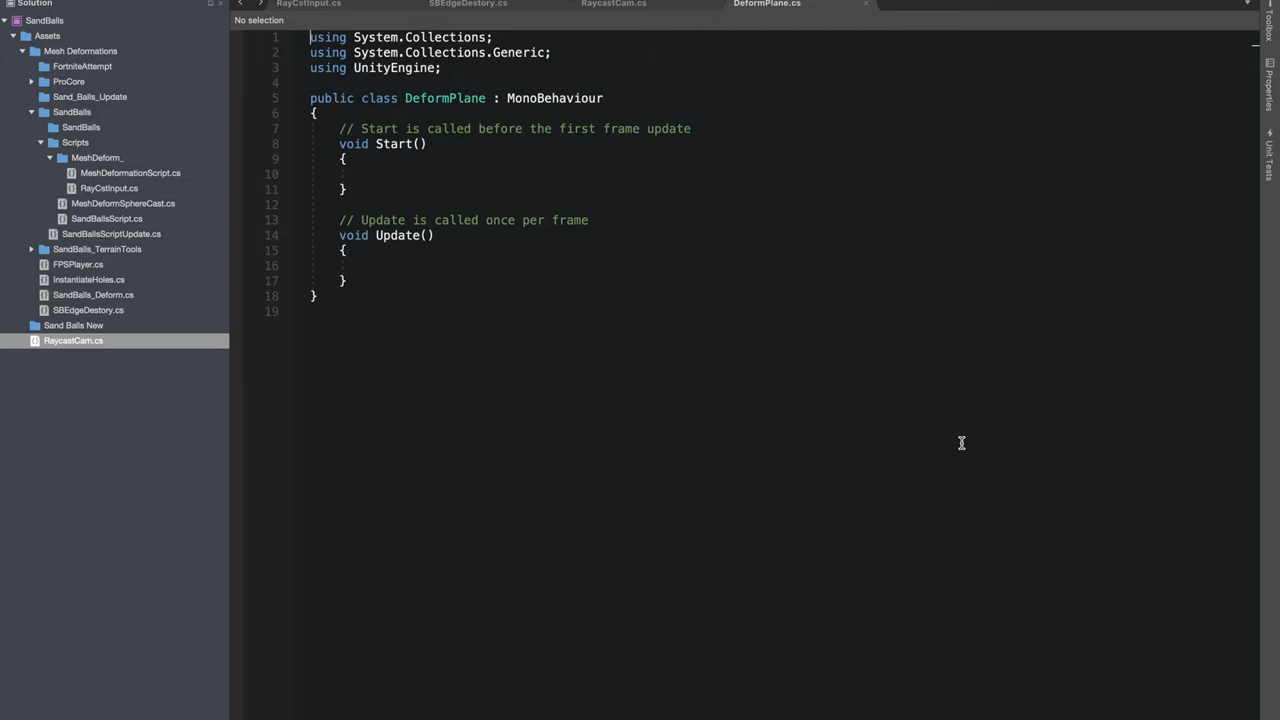 Solution
RayCstInput.cs
SBEdgeDestory.cs
RaycastCam.cs
DeformPlane.cs
No selection
SandBalls
Assets
Mesh Deformations
FortniteAttempt
ProCore
Sand_Balls_Update
SandBalls
SandBalls
Scripts
MeshDeform_
MeshDeformationScript.cs
RayCstInput.cs
MeshDeformSphereCast.cs
SandBallsScript.cs
SandBallsScriptUpdate.cs
SandBalls_TerrainTools
FPSPlayer.cs
InstantiateHoles.cs
SandBalls_Deform.cs
SBEdgeDestory.cs
Sand Balls New
RaycastCam.cs
1 using System.Collections;
2 using System.Collections.Generic;
3 using UnityEngine;
4
5 public class DeformPlane : MonoBehaviour
6 {
7 // Start is called before the first frame update
8 void Start()
9 {
10
11 }
12
13 // Update is called once per frame
14 void Update()
15 {
16
17 }
18 }
19
Toolbox
Properties
Unit Tests